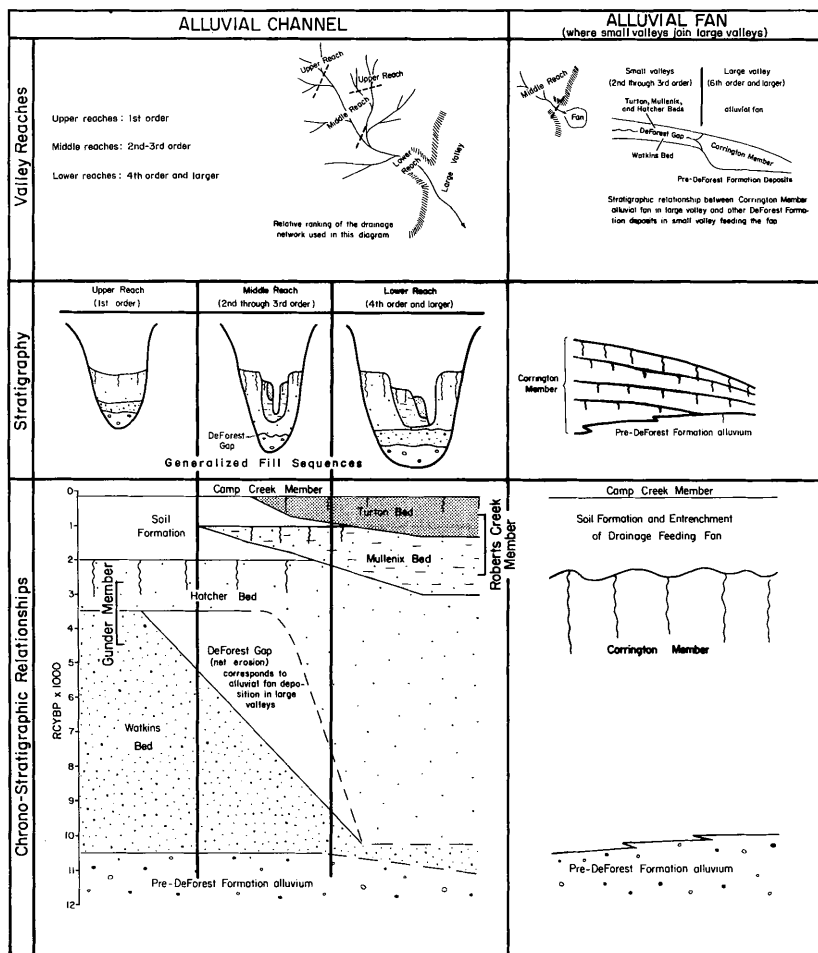 ALLUVIAL CHANNEL
ALLUVIAL FAN
(where small valleys join large valleys)
Valley Reaches
Upper reaches: 1st order
Middle reaches: 2nd-3rd order
Lower reaches: 4th order and larger
Upper Reach
Upper Reach
Middle Reach
Lower
Reach
Large Valley
Relative ranking of the drainage
network used in this diagram
Middle Reach
Fan
Small valleys
(2nd through 3rd order)
Large valley
(6th order and larger)
Turton, Mullenix,
and Hatcher Beds
alluvial fan
DeForest Gap
Corrington Member
Watkins Bed
Pre-DeForest Formation Deposits
Stratigraphic relationship between Corrington Member
alluvial fan in large valley and other DeForest Forma-
tion deposits in small valley feeding the fan
Stratigraphy
Upper Reach
(1st order)
Middle Reach
(2nd through 3rd order)
Lower Reach
(4th order and larger)
DeForest
Gap
Generalized Fill Sequences
Corrington
Member
Pre-DeForest Formation alluvium
Chrono-Stratigraphic Relationships
RCYBP x 1000
0
1
2
3
4
5
6
7
8
9
10
11
12
Camp Creek Member
Turton Bed
Soil
Formation
Mullenix Bed
Roberts Creek
Member
Hatcher Bed
Gunder Member
DeForest Gap
(net erosion)
corresponds to
alluvial fan depo-
sition in large
valleys
Watkins
Bed
Pre-DeForest Formation alluvium
Camp Creek Member
Soil Formation and Entrenchment
of Drainage Feeding Fan
Corrington Member
Pre-DeForest Formation alluvium